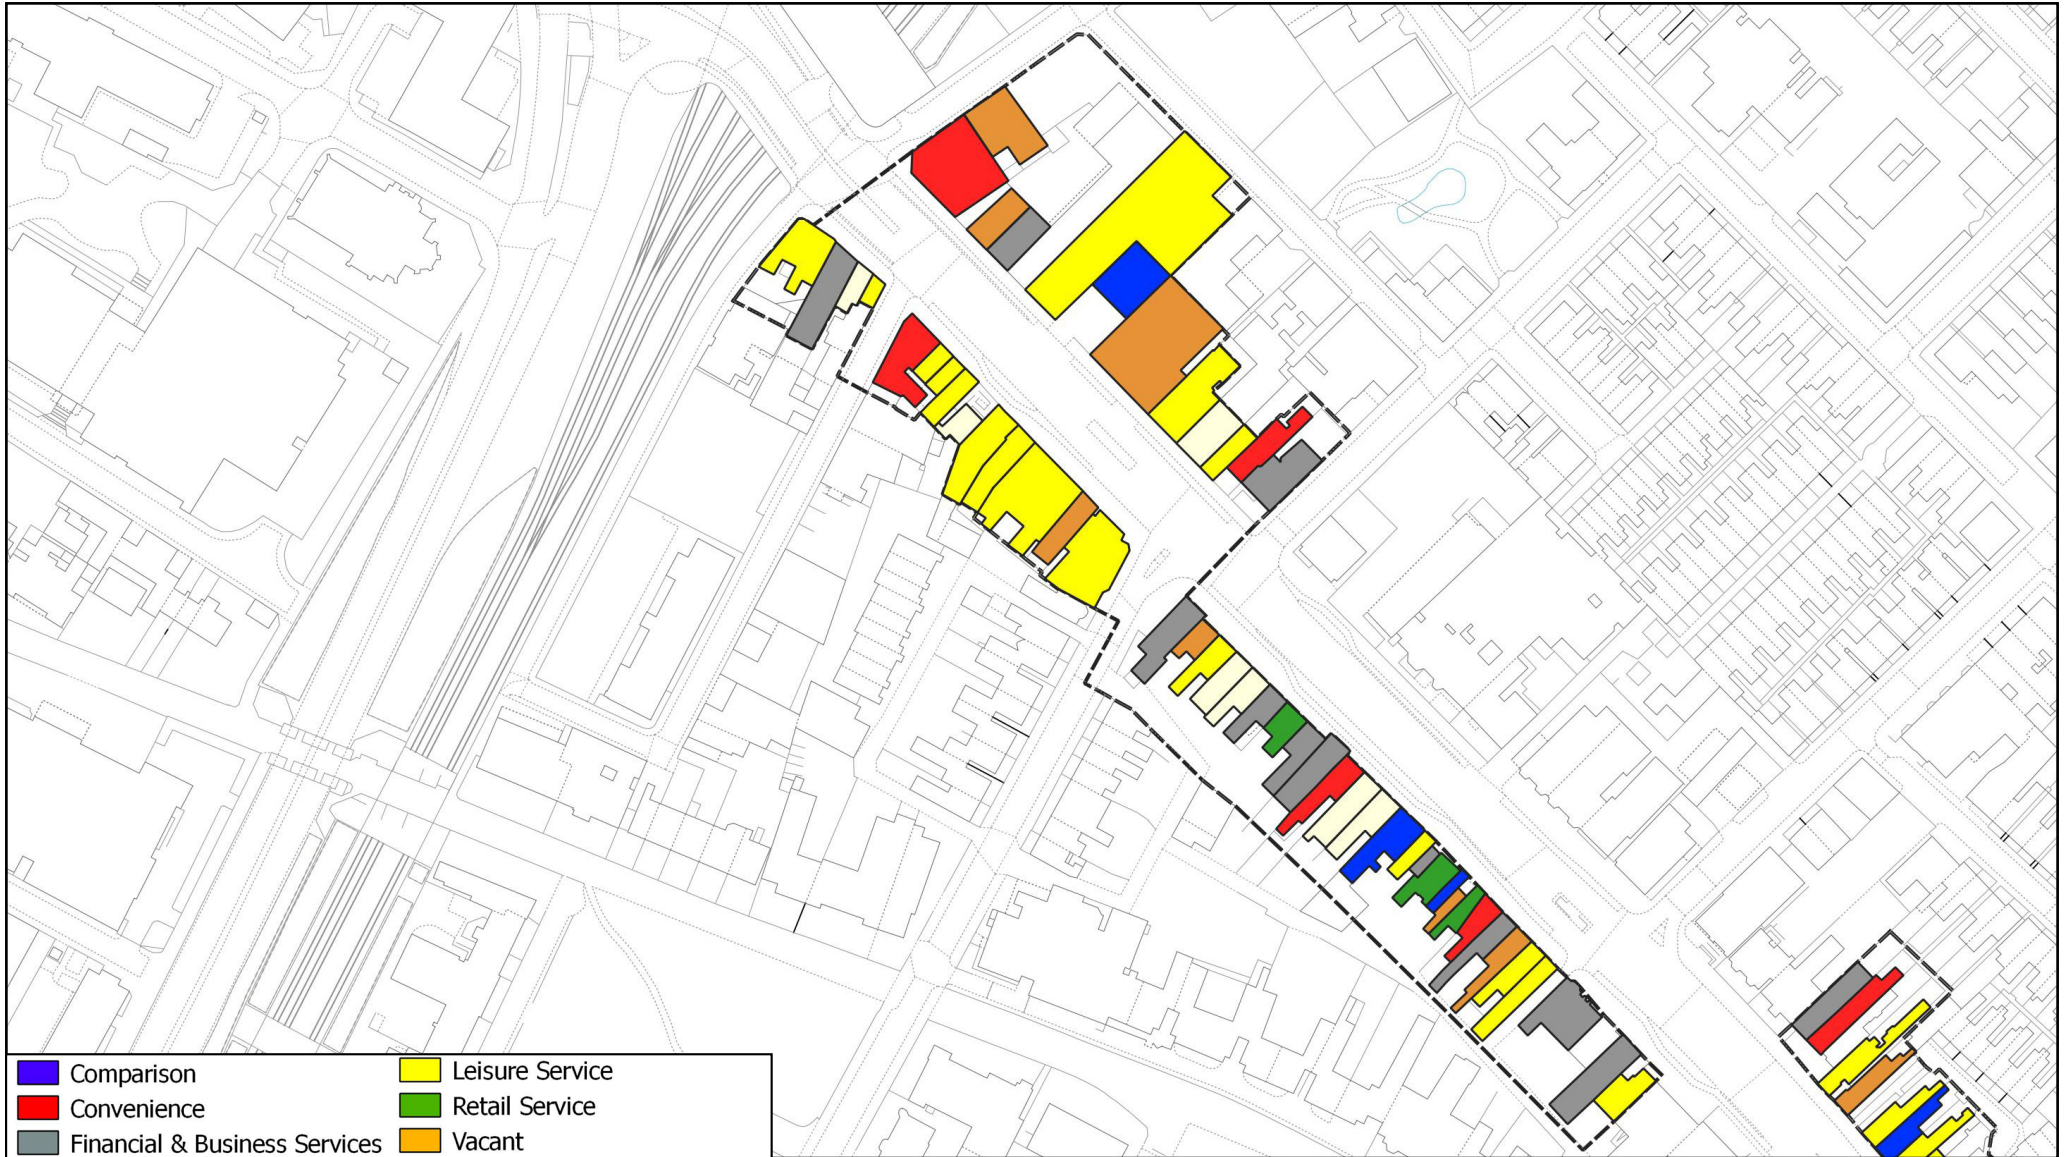 Comparison
Convenience
Financial & Business Services
Leisure Service
Retail Service
Vacant